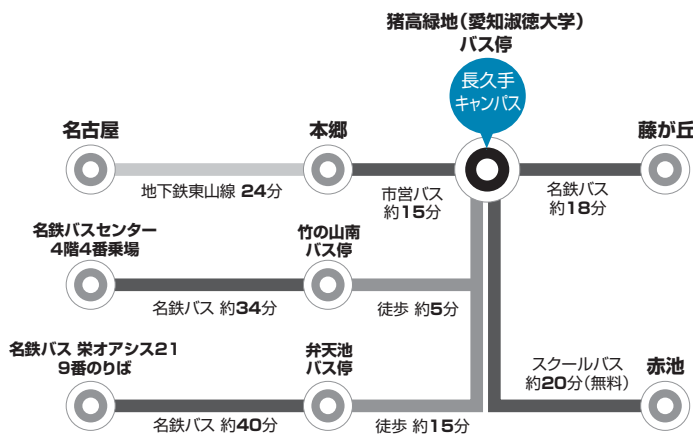 猪高緑地（愛知淑徳大学）
バス停
長久手
キャンパス
名古屋
本郷
藤が丘
地下鉄東山線 24分
市営バス
約15分
名鉄バス
約18分
名鉄バスセンター
4階4番乗場
竹の山南
バス停
名鉄バス 約34分
徒歩 約5分
名鉄バス 栄オアシス21
9番のりば
弁天池
バス停
スクールバス
約20分（無料）
赤池
名鉄バス 約40分
徒歩 約15分